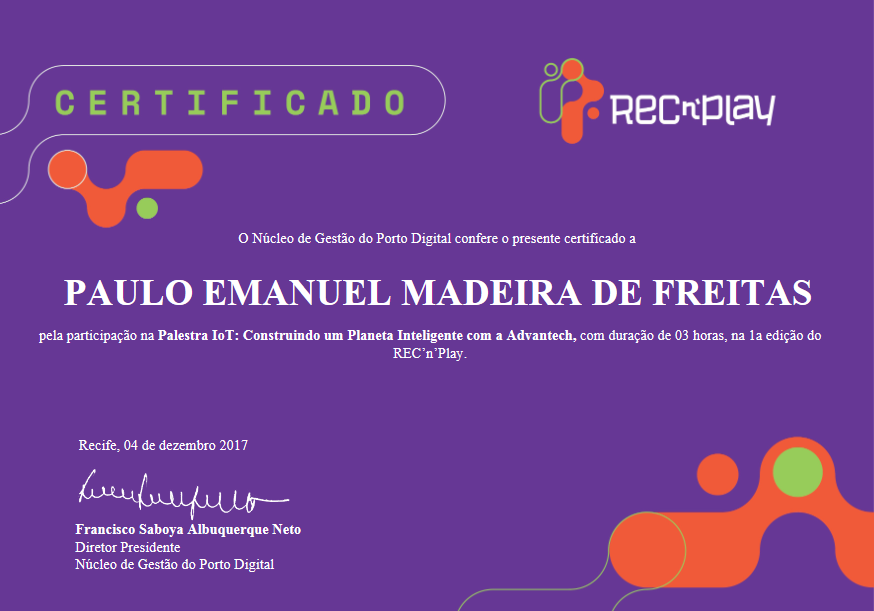 CERTIFICADO
RECn'Play
O Núcleo de Gestão do Porto Digital confere o presente certificado a
PAULO EMANUEL MADEIRA DE FREITAS
pela participação na Palestra IoT: Construindo um Planeta Inteligente com a Advantech, com duração de 03 horas, na 1a edição do
REC’n’Play.
Recife, 04 de dezembro 2017
Francisco Saboya Albuquerque Neto
Diretor Presidente
Núcleo de Gestão do Porto Digital